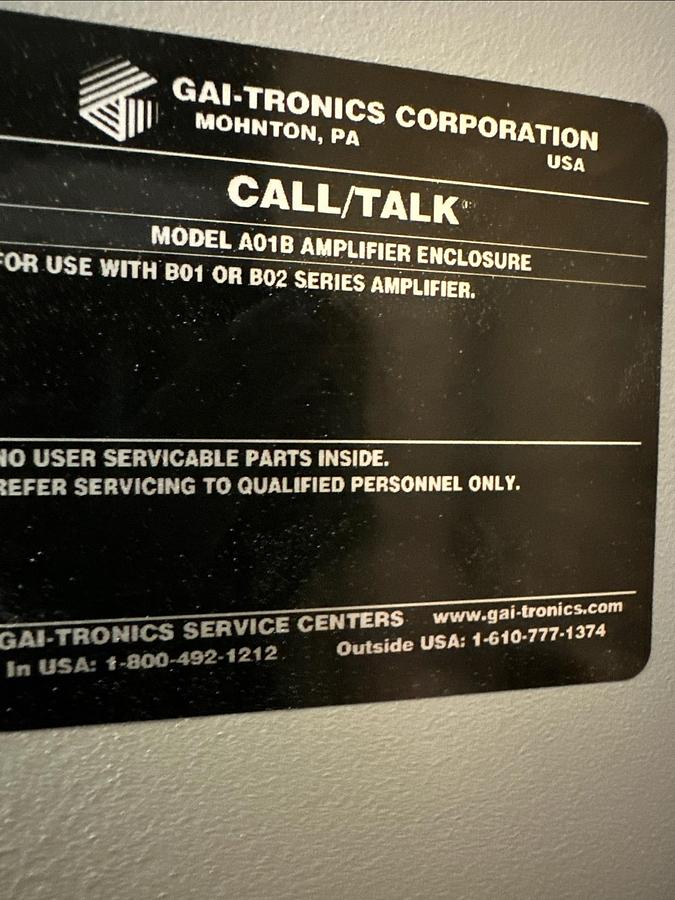 GAI-TRONICS CORPORATION
MOHNTON, PA
USA
CALL/TALK
MODEL A01B AMPLIFIER ENCLOSURE
FOR USE WITH B01 OR B02 SERIES AMPLIFIER.
NO USER SERVICABLE PARTS INSIDE.
REFER SERVICING TO QUALIFIED PERSONNEL ONLY.
GAI-TRONICS SERVICE CENTERS www.gai-tronics.com
In USA: 1-800-492-1212 Outside USA: 1-610-777-1374